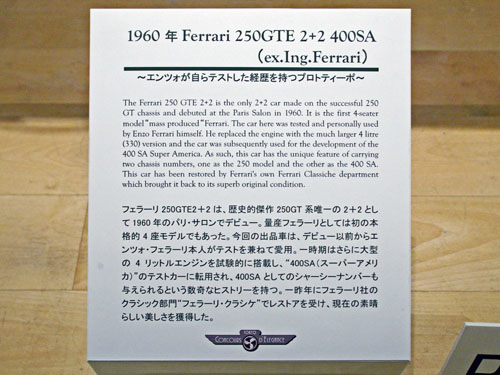 1960 年 Ferrari 250GTE 2+2 400SA
（ex.Ing.Ferrari）
～エンツォが自らテストした経歴を持つプロトティーポ～
The Ferrari 250 GTE 2+2 is the only 2+2 car made on the successful 250
GT chassis and debuted at the Paris Salon in 1960. It is the first 4-seater
model “mass produced” Ferrari. The car here was tested and personally used
by Enzo Ferrari himself. He replaced the engine with the much larger 4 litre
(330) version and the car was subsequently used for the development of the
400 SA Super America. As such, this car has the unique feature of carrying
two chassis numbers, one as the 250 model and the other as the 400 SA.
This car has been restored by Ferrari's own Ferrari Classiche department
which brought it back to its superb original condition.
フェラーリ 250GTE2＋2 は、歴史的傑作 250GT 系唯一の 2＋2 とし
て 1960 年のパリ・サロンでデビュー。量産フェラーリとしては初の本
格的 4 座モデルでもあった。今回の出品車は、デビュー以前からエ
ンツォ・フェラーリ本人がテストを兼ねて愛用。一時期はさらに大型
の 4 リットルエンジンを試験的に搭載し、“400SA（スーパーアメリ
カ）”のテストカーに転用され、400SA としてのシャーシーナンバーも
与えられるという数奇なヒストリーを持つ。一昨年にフェラーリ社の
クラシック部門“フェラーリ・クラシケ”でレストアを受け、現在の素晴
らしい美しさを獲得した。
TOKYO
CONCOURS D'ELEGANCE